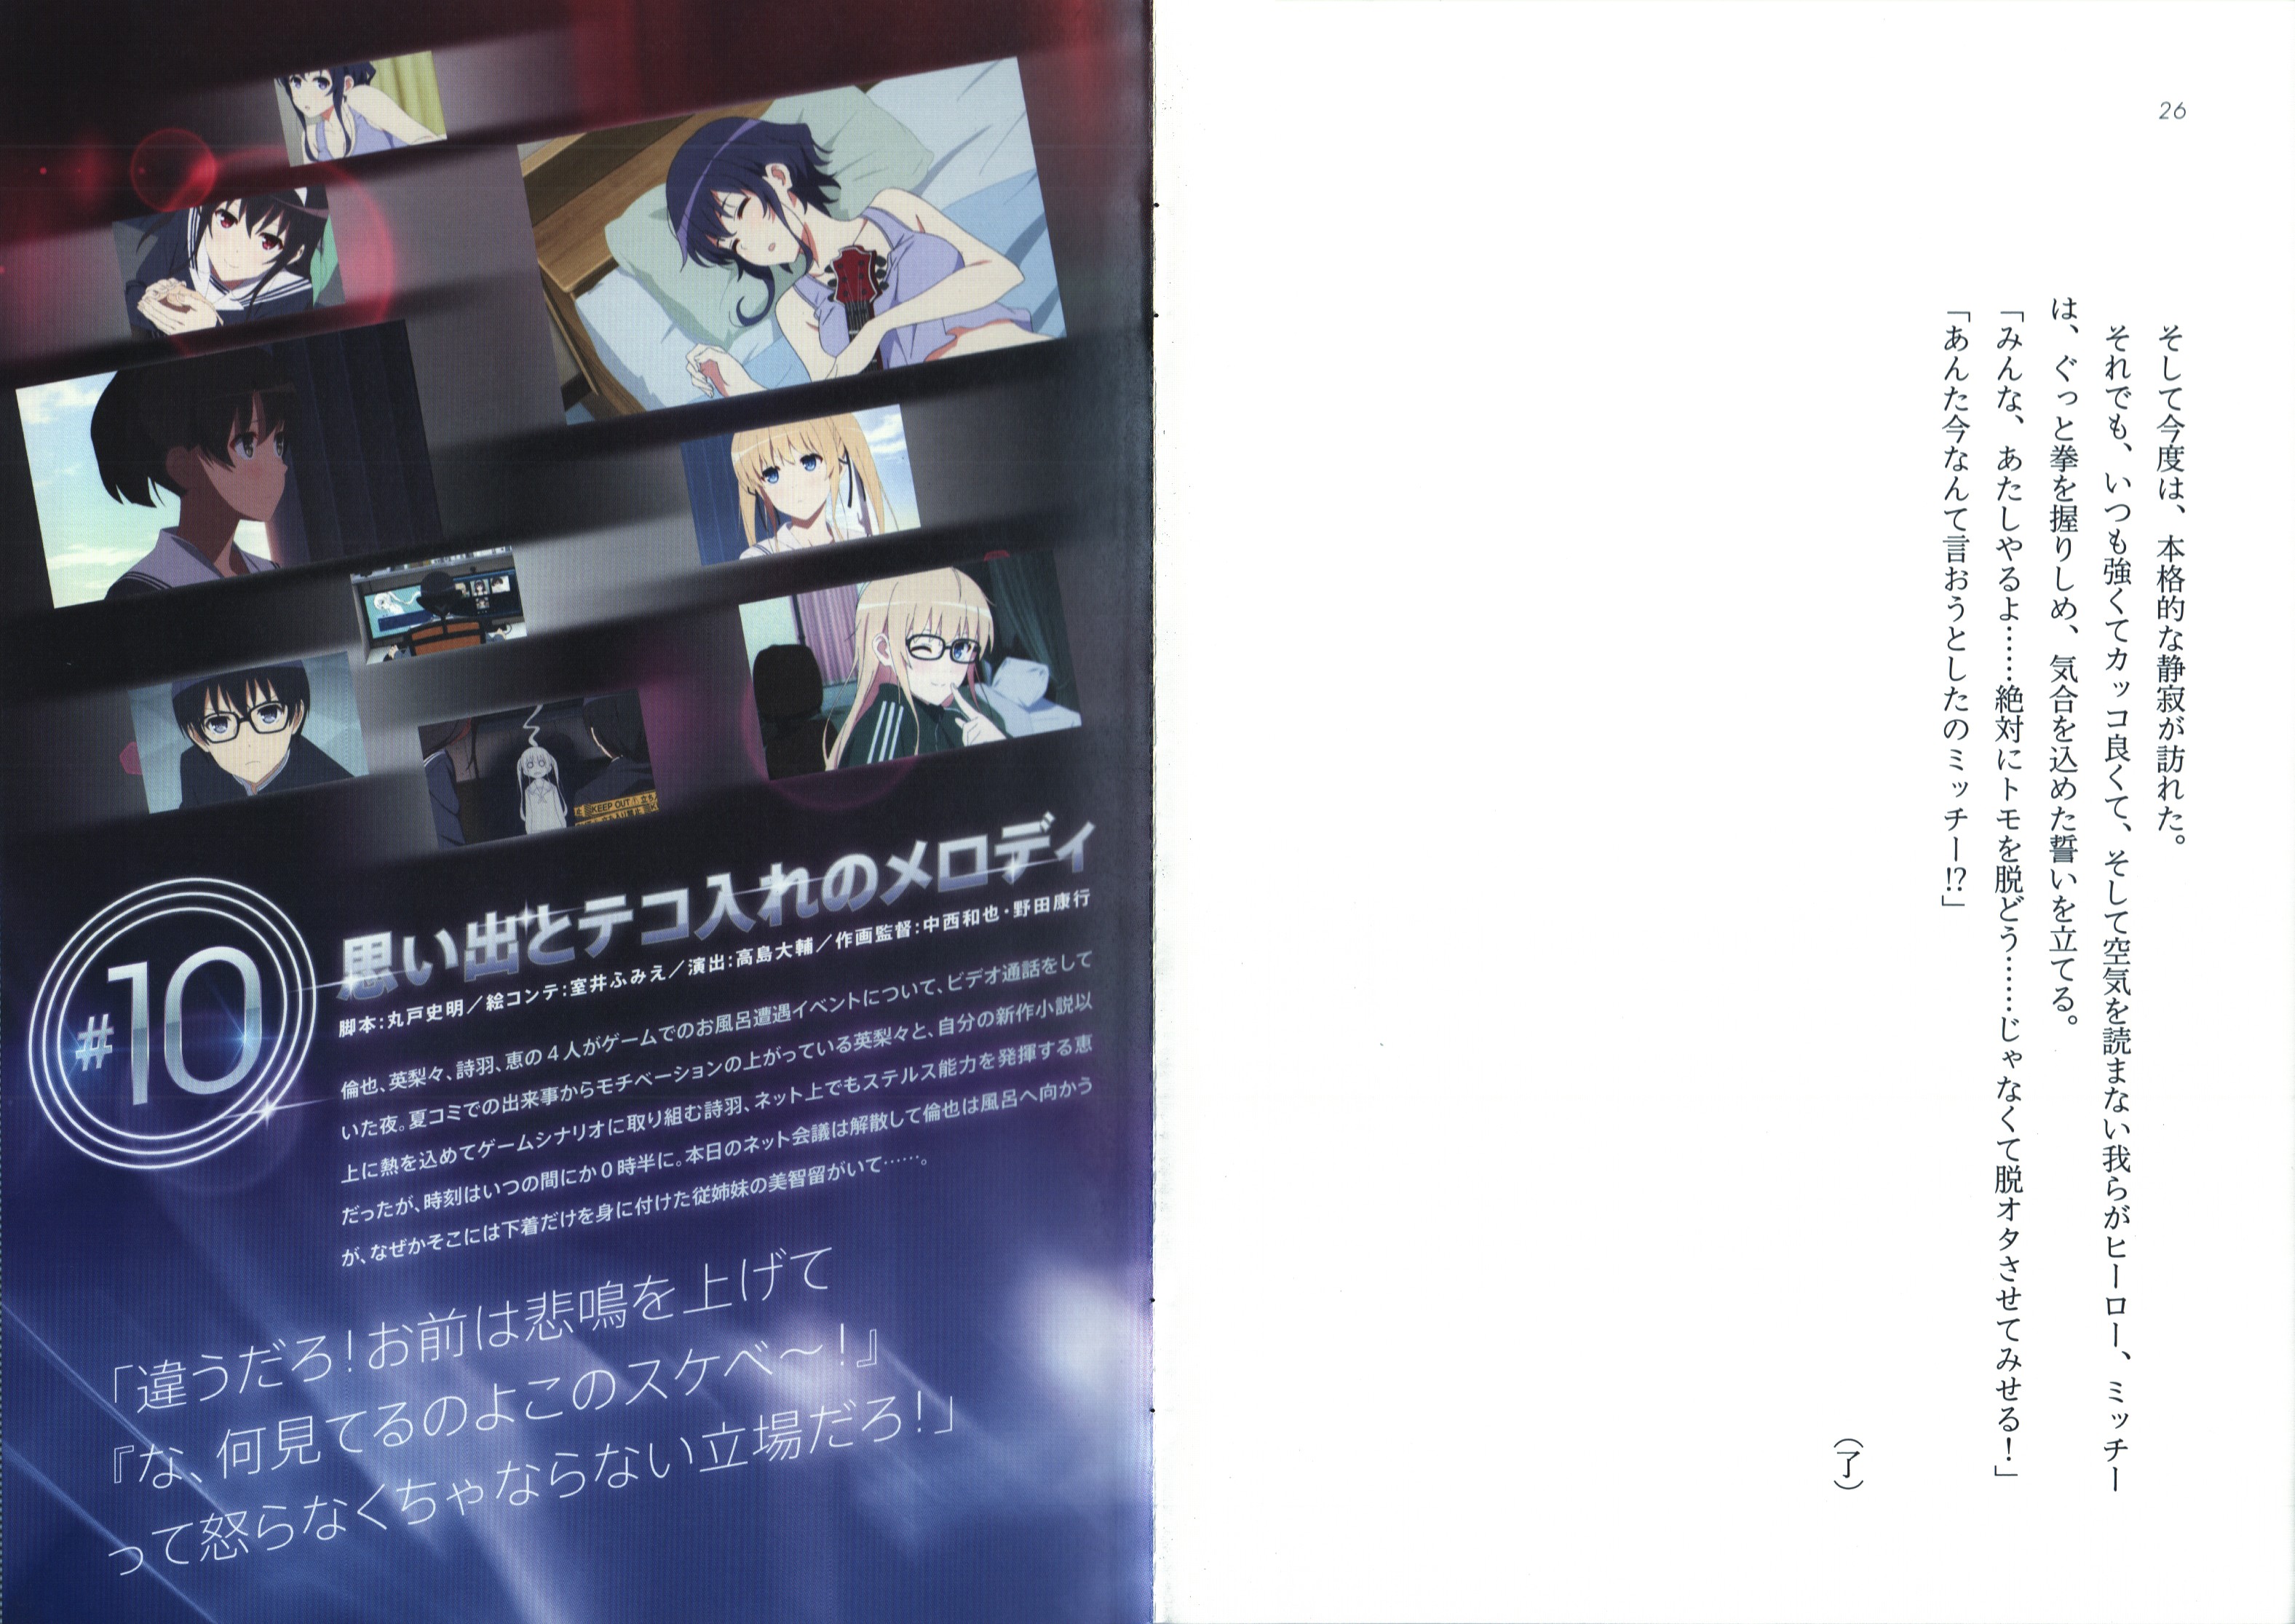 26
そして今度は、本格的な静寂が訪れた。
それでも、いつも強くてカッコ良くて、そして空気を読まない我らがヒーロー、ミッチー
は、ぐっと拳を握りしめ、気合を込めた誓いを立てる。
「みんな、あたしやるよ……絶対にトモを脱どう……じゃなくて脱オタさせてみせる！」
「あんた今なんて言おうとしたのミッチー!?」
（了）
KEEP OUT!
#10
思い出とテコ入れのメロディ
脚本：丸戸史明／絵コンテ：室井ふみえ／演出：高島大輔／作画監督：中西和也・野田康行
倫也、英梨々、詩羽、恵の４人がゲームでのお風呂遭遇イベントについて、ビデオ通話をして
いた夜。夏コミでの出来事からモチベーションの上がっている英梨々と、自分の新作小説以
上に熱を込めてゲームシナリオに取り組む詩羽、ネット上でもステルス能力を発揮する恵
だったが、時刻はいつの間にか０時半に。本日のネット会議は解散して倫也は風呂へ向かう
が、なぜかそこには下着だけを身に付けた従姉妹の美智留がいて……。
「違うだろ！お前は悲鳴を上げて
『な、何見てるのよこのスケベ～！』
って怒らなくちゃならない立場だろ！」